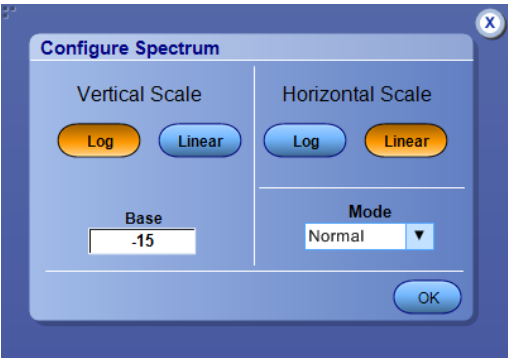 X
Configure Spectrum
Vertical Scale
Horizontal Scale
Log
Linear
Log
Linear
Base
-15
Mode
Normal
OK